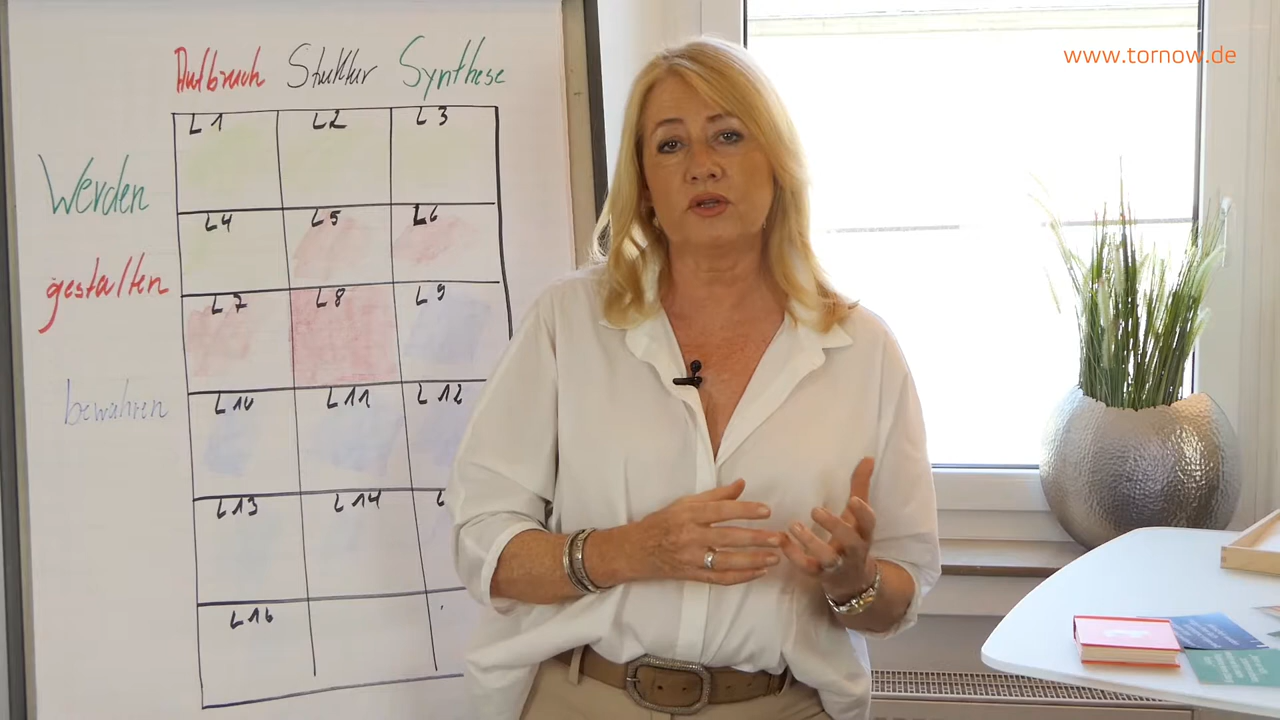 www.tornow.de
Aufbruch Stuktur Synthese
L1 L2 L3
Werden
L4 L5 L6
gestalten
L7 L8 L9
bewahren
L10 L11 L12
L13 L14 L
L16